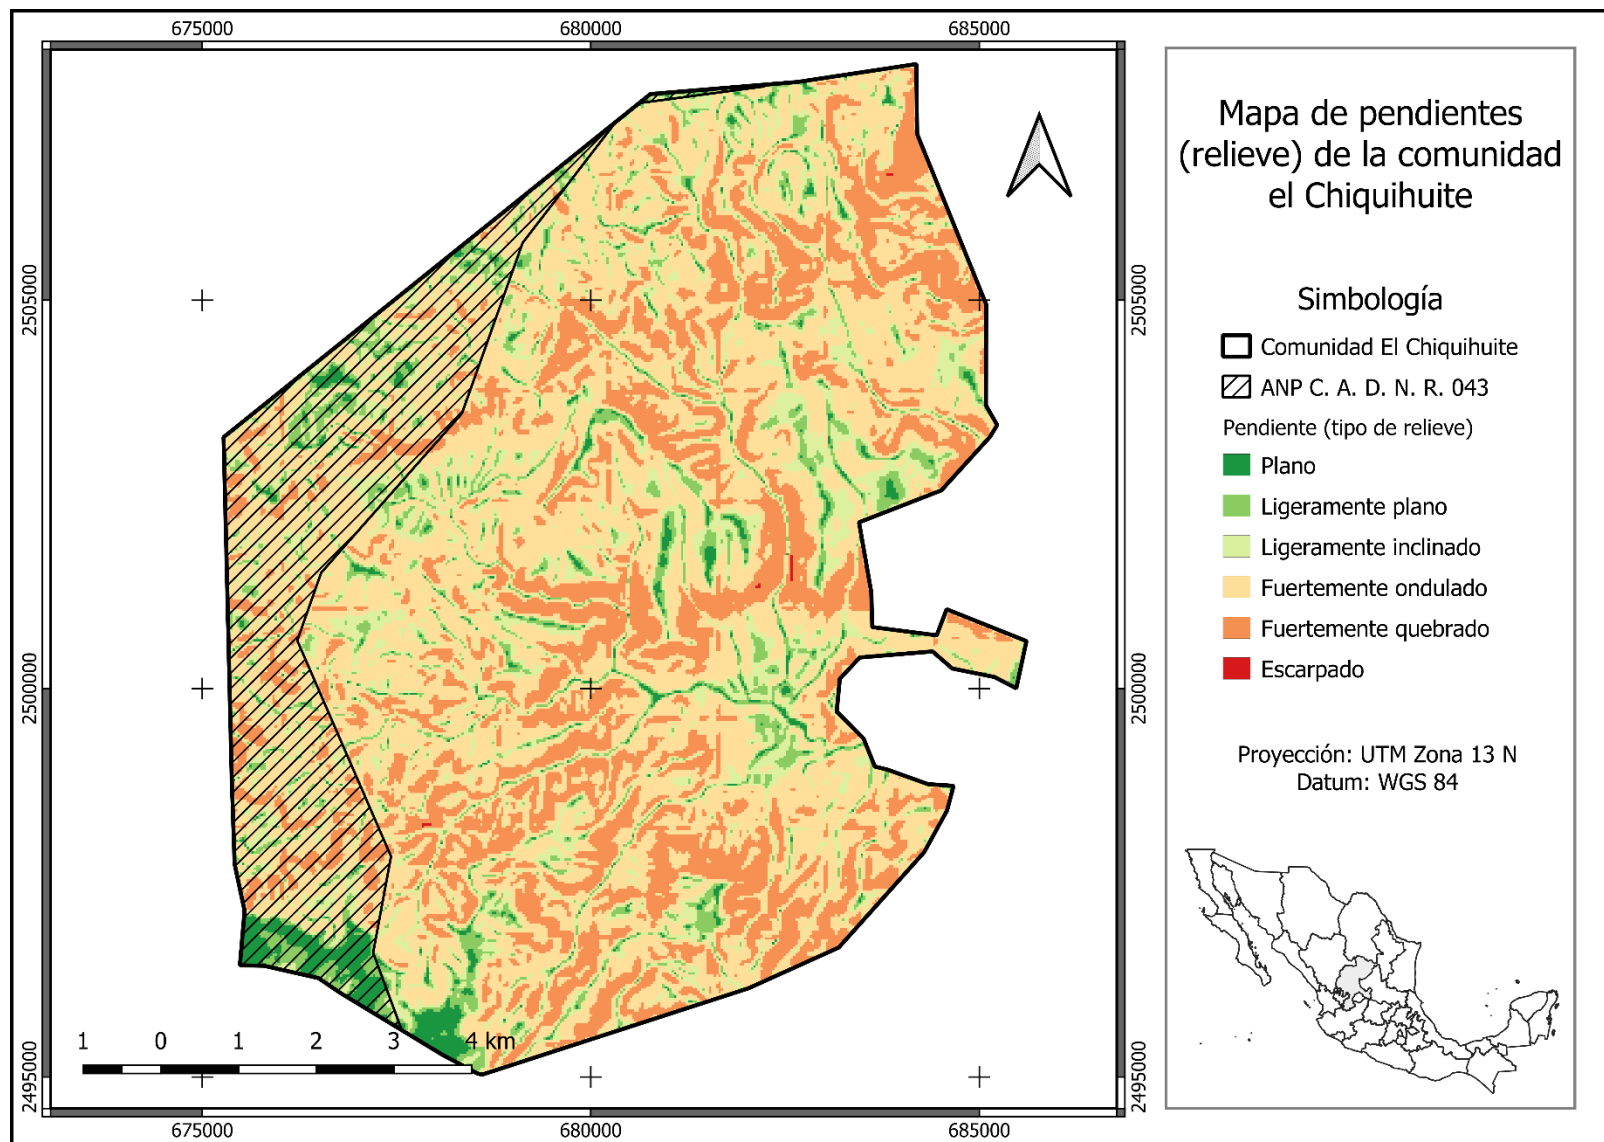 675000
680000
685000
2505000
2500000
2495000
2505000
2500000
2495000
1 0 1 2 3 4 km
675000
680000
685000
Mapa de pendientes
(relieve) de la comunidad
el Chiquihuite
Simbología
Comunidad El Chiquihuite
ANP C. A. D. N. R. 043
Pendiente (tipo de relieve)
Plano
Ligeramente plano
Ligeramente inclinado
Fuertemente ondulado
Fuertemente quebrado
Escarpado
Proyección: UTM Zona 13 N
Datum: WGS 84